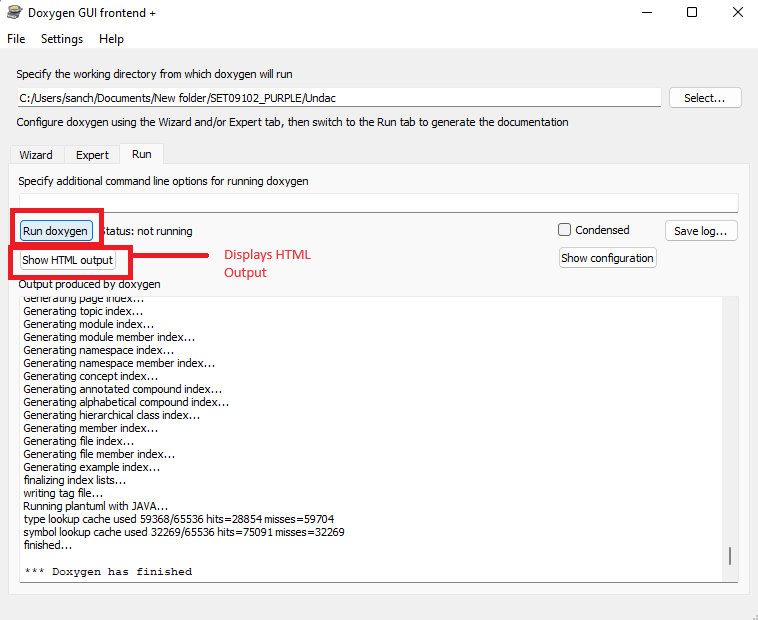 Doxygen GUI frontend +
File Settings Help
Specify the working directory from which doxygen will run
C:/Users/sanch/Documents/New folder/SET09102_PURPLE/Undac
Select...
Configure doxygen using the Wizard and/or Expert tab, then switch to the Run tab to generate the documentation
Wizard Expert Run
Specify additional command line options for running doxygen
Run doxygen Status: not running Condensed Save log...
Show HTML output Displays HTML Show configuration
Output
Output produced by doxygen
Generating page index...
Generating topic index...
Generating module index...
Generating module member index...
Generating namespace index...
Generating namespace member index...
Generating concept index...
Generating annotated compound index...
Generating alphabetical compound index...
Generating hierarchical class index...
Generating member index...
Generating file index...
Generating file member index...
Generating example index...
finalizing index lists...
writing tag file...
Running plantuml with JAVA...
type lookup cache used 59368/65536 hits=28854 misses=59704
symbol lookup cache used 32269/65536 hits=75091 misses=32269
finished...
*** Doxygen has finished